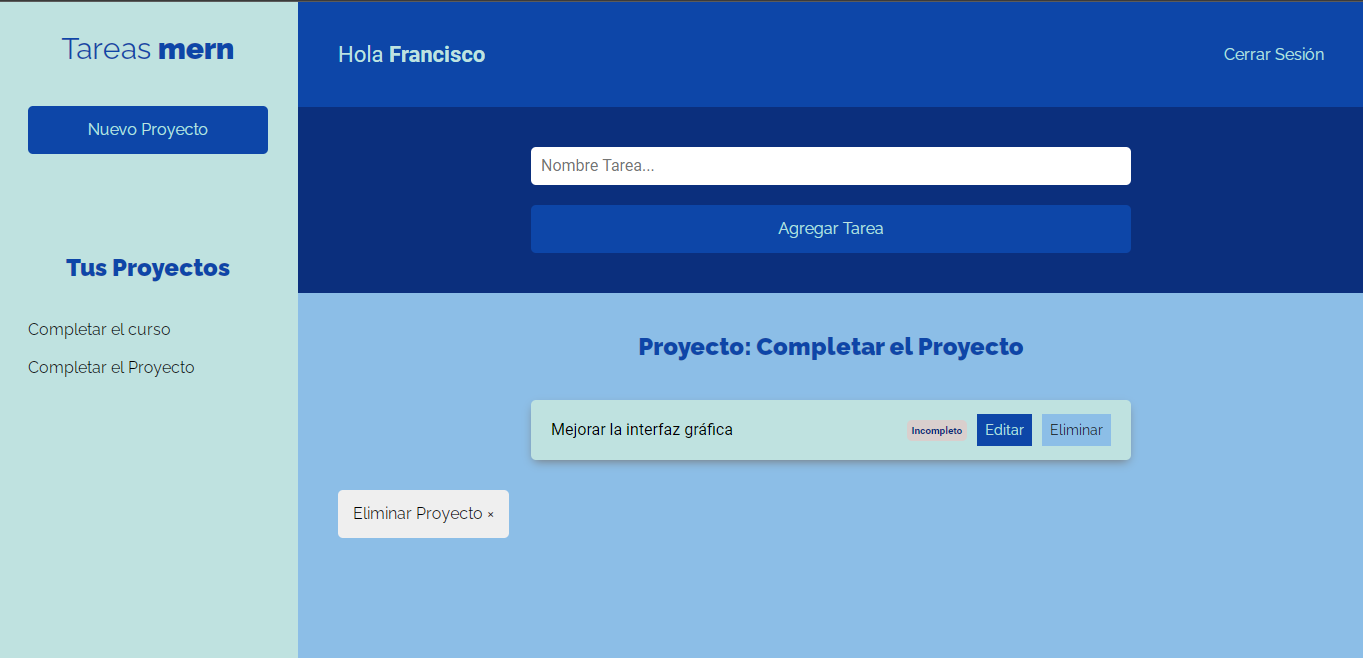 Tareas mern
Nuevo Proyecto
Tus Proyectos
Completar el curso
Completar el Proyecto
Hola Francisco
Cerrar Sesión
Nombre Tarea...
Agregar Tarea
Proyecto: Completar el Proyecto
Mejorar la interfaz gráfica Incompleto Editar Eliminar
Eliminar Proyecto ×